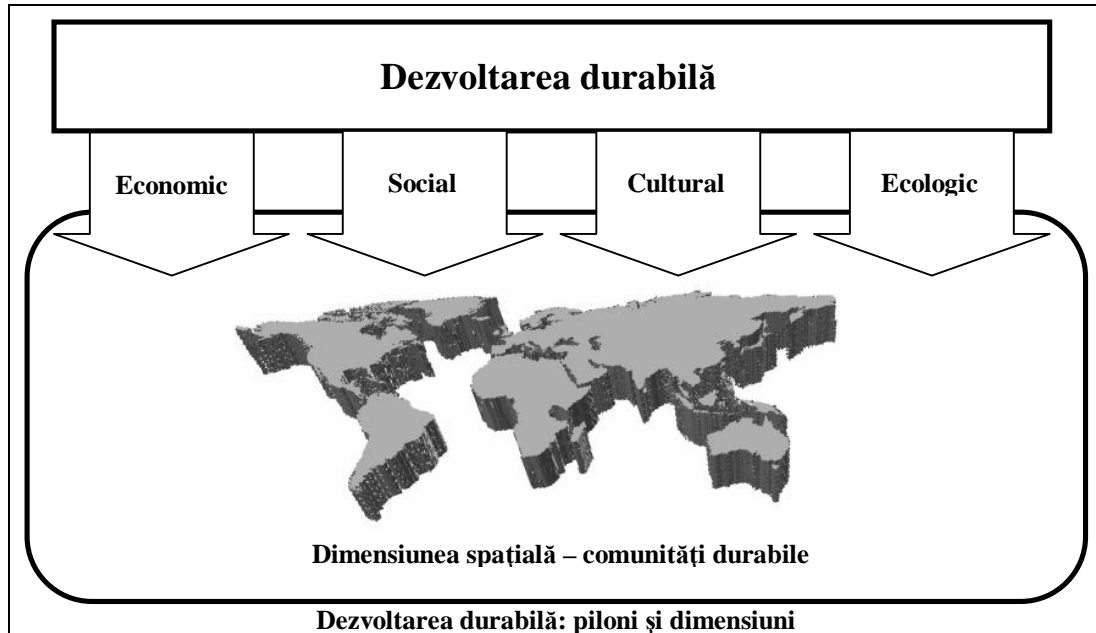 Dezvoltarea durabilă
Economic Social Cultural Ecologic
Dimensiunea spaţială – comunităţi durabile
Dezvoltarea durabilă: piloni şi dimensiuni